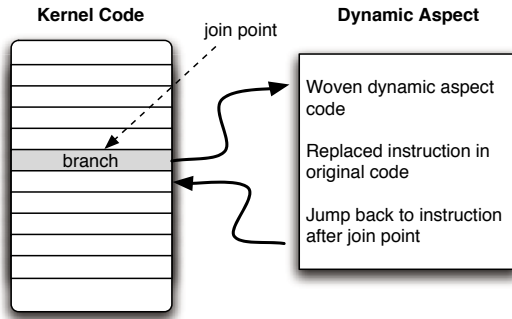 Kernel Code
Dynamic Aspect
join point
branch
Woven dynamic aspect
code
Replaced instruction in
original code
Jump back to instruction
after join point